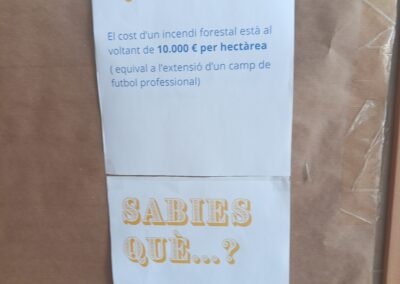 El cost d'un incendi forestal està al
voltant de 10.000 € per hectàrea
( equival a l'extensió d'un camp de
futbol professional)
SABIES
QUÈ...?